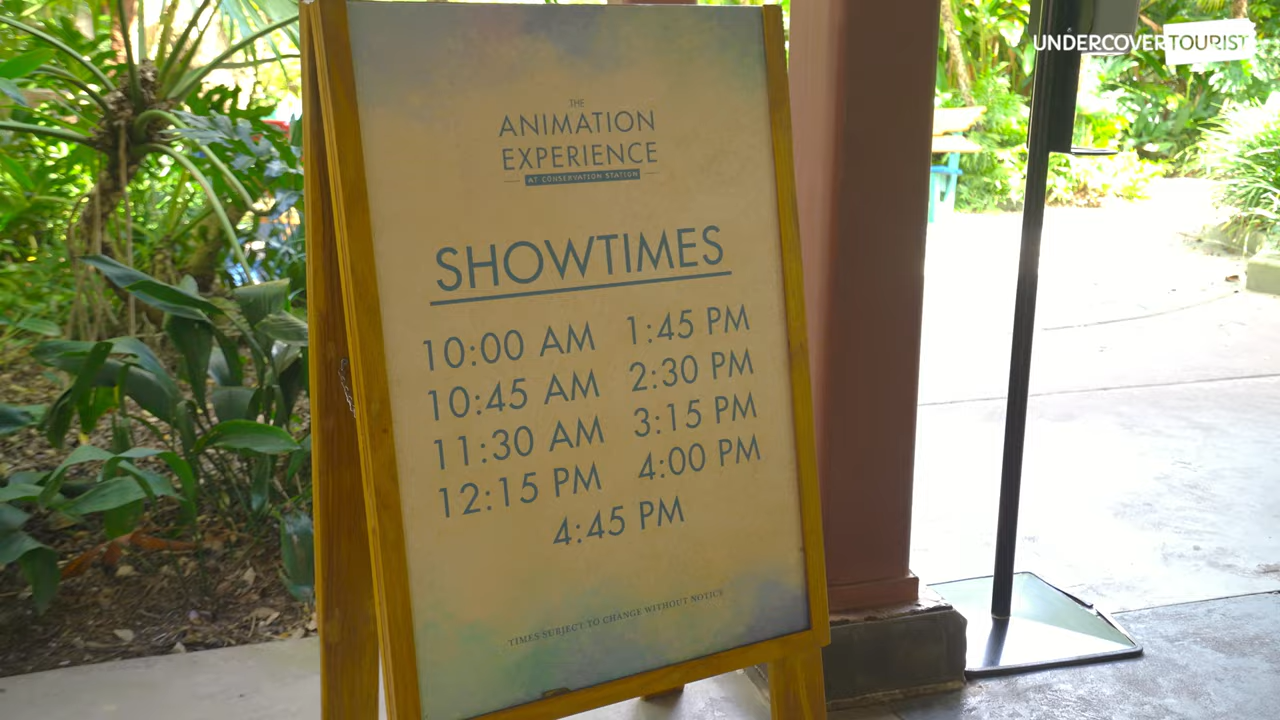 UNDERCOVERTOURIST
THE
ANIMATION
EXPERIENCE
AT CONSERVATION STATION
SHOWTIMES
10:00 AM 1:45 PM
10:45 AM 2:30 PM
11:30 AM 3:15 PM
12:15 PM 4:00 PM
4:45 PM
TIMES SUBJECT TO CHANGE WITHOUT NOTICE